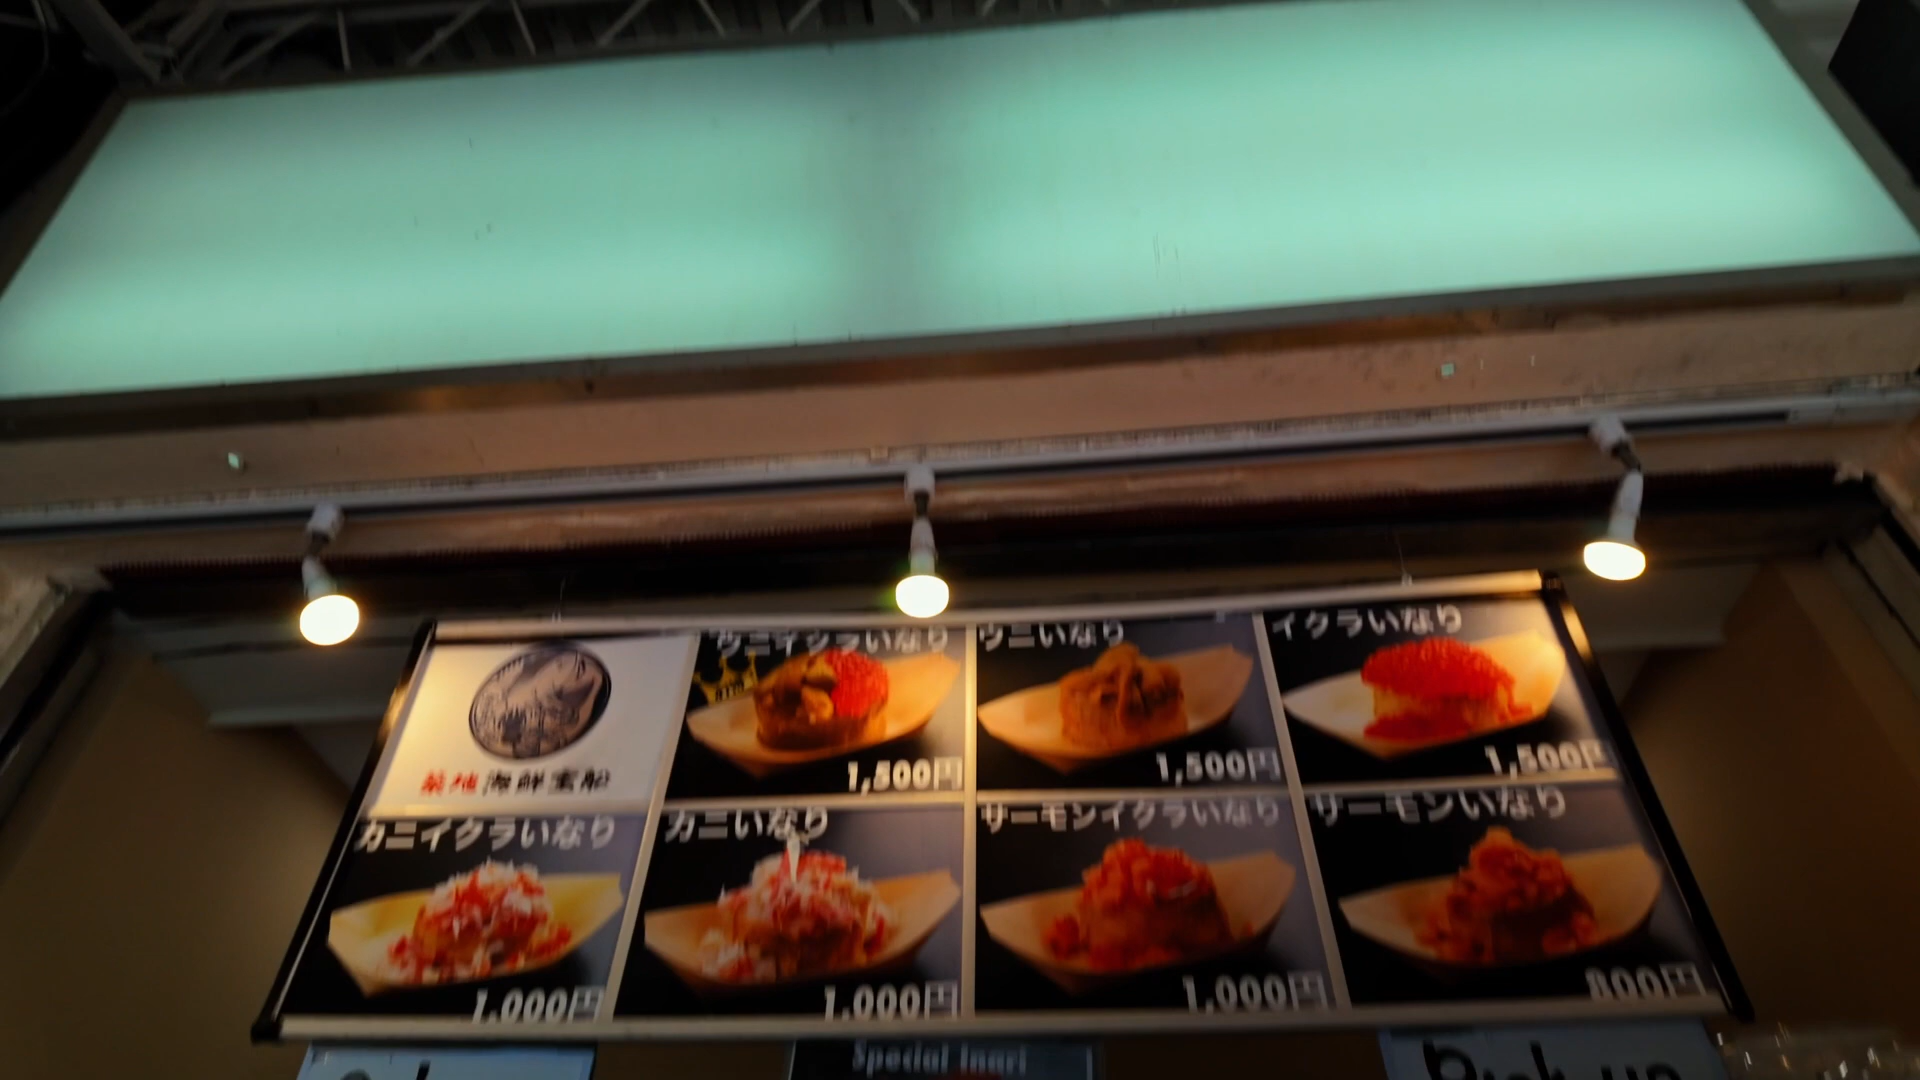 ウニイクラいなり
1,500円
ウニいなり
1,500円
イクラいなり
1,500円
築地海鮮宝船
カニイクラいなり
1,000円
カニいなり
1,000円
サーモンイクラいなり
1,000円
サーモンいなり
800円
Special Inari
Pick up